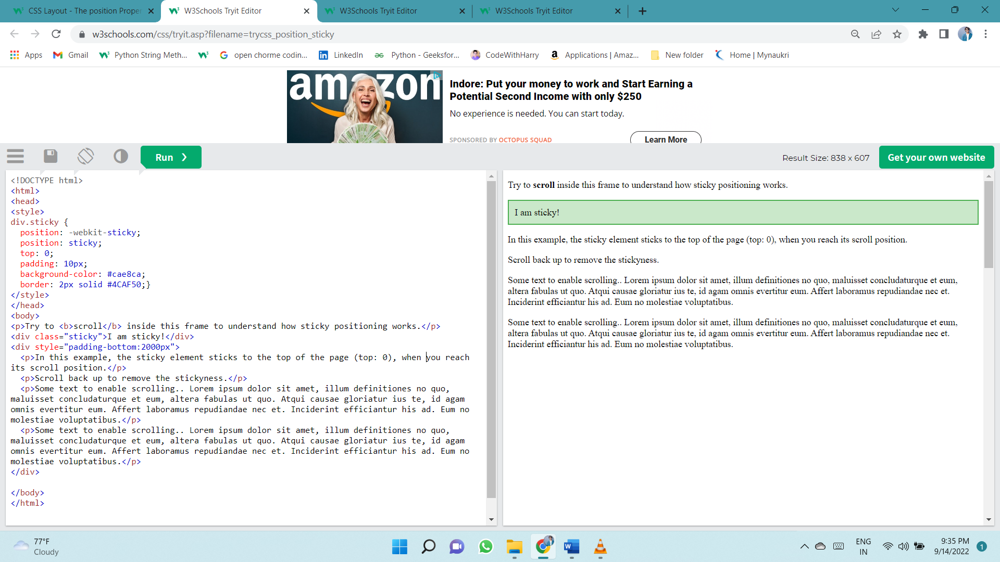 CSS Layout - The position Proper
W3Schools Tryit Editor
W3Schools Tryit Editor
W3Schools Tryit Editor
w3schools.com/css/tryit.asp?filename=trycss_position_sticky
Apps
Gmail
Python String Meth...
open chorme codin...
LinkedIn
Python - Geeksfor...
CodeWithHarry
Applications | Amaz...
New folder
Home | Mynaukri
amazon
Indore: Put your money to work and Start Earning a
Potential Second Income with only $250
No experience is needed. You can start today.
SPONSORED BY OCTOPUS SQUAD
Learn More
Run ❯
Result Size: 838 x 607
Get your own website
<!DOCTYPE html>
<html>
<head>
<style>
div.sticky {
position: -webkit-sticky;
position: sticky;
top: 0;
padding: 10px;
background-color: #cae8ca;
border: 2px solid #4CAF50;}
</style>
</head>
<body>
<p>Try to <b>scroll</b> inside this frame to understand how sticky positioning works.</p>
<div class="sticky">I am sticky!</div>
<div style="padding-bottom:2000px">
<p>In this example, the sticky element sticks to the top of the page (top: 0), when you reach
its scroll position.</p>
<p>Scroll back up to remove the stickyness.</p>
<p>Some text to enable scrolling.. Lorem ipsum dolor sit amet, illum definitiones no quo,
maluisset concludaturque et eum, altera fabulas ut quo. Atqui causae gloriatur ius te, id agam
omnis evertitur eum. Affert laboramus repudiandae nec et. Inciderint efficiantur his ad. Eum no
molestiae voluptatibus.</p>
<p>Some text to enable scrolling.. Lorem ipsum dolor sit amet, illum definitiones no quo,
maluisset concludaturque et eum, altera fabulas ut quo. Atqui causae gloriatur ius te, id agam
omnis evertitur eum. Affert laboramus repudiandae nec et. Inciderint efficiantur his ad. Eum no
molestiae voluptatibus.</p>
</div>
</body>
</html>
Try to scroll inside this frame to understand how sticky positioning works.
I am sticky!
In this example, the sticky element sticks to the top of the page (top: 0), when you reach its scroll position.
Scroll back up to remove the stickyness.
Some text to enable scrolling.. Lorem ipsum dolor sit amet, illum definitiones no quo, maluisset concludaturque et eum,
altera fabulas ut quo. Atqui causae gloriatur ius te, id agam omnis evertitur eum. Affert laboramus repudiandae nec et.
Inciderint efficiantur his ad. Eum no molestiae voluptatibus.
Some text to enable scrolling.. Lorem ipsum dolor sit amet, illum definitiones no quo, maluisset concludaturque et eum,
altera fabulas ut quo. Atqui causae gloriatur ius te, id agam omnis evertitur eum. Affert laboramus repudiandae nec et.
Inciderint efficiantur his ad. Eum no molestiae voluptatibus.
77°F
Cloudy
ENG
IN
9:35 PM
9/14/2022
1